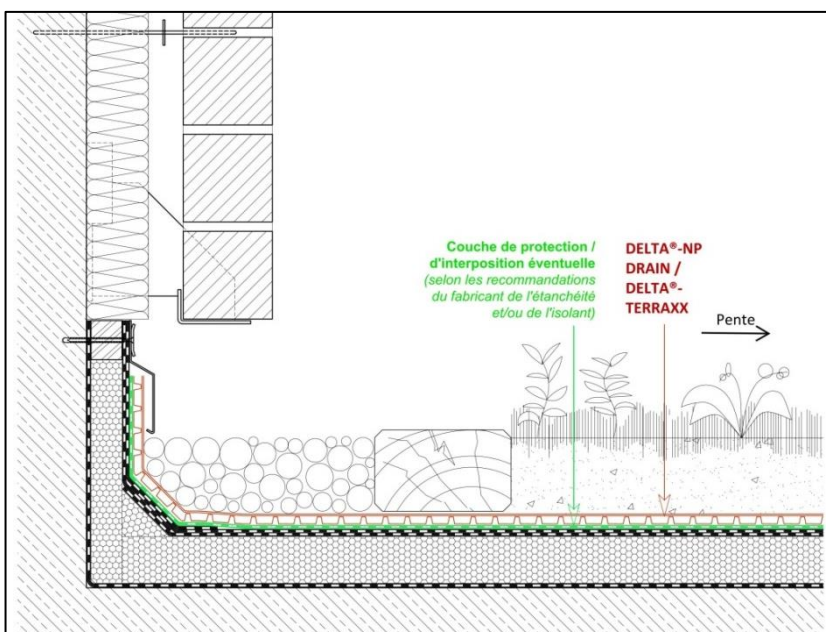 Couche de protection /
d'interposition éventuelle
(selon les recommandations
du fabricant de l'étanchéité
et/ou de l'isolant)
DELTA®-NP
DRAIN /
DELTA®-
TERRAXX
Pente